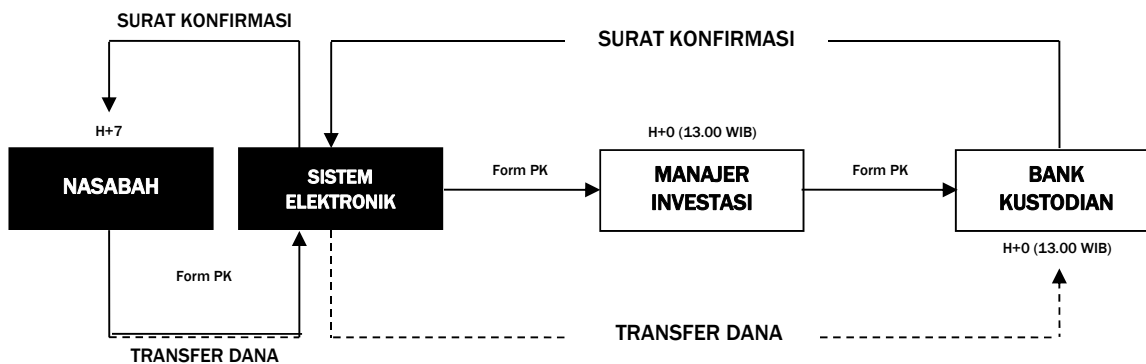 SURAT KONFIRMASI
SURAT KONFIRMASI
H+7
H+0 (13.00 WIB)
NASABAH
SISTEM
ELEKTRONIK
Form PK
MANAJER
INVESTASI
Form PK
BANK
KUSTODIAN
H+0 (13.00 WIB)
Form PK
TRANSFER DANA
TRANSFER DANA